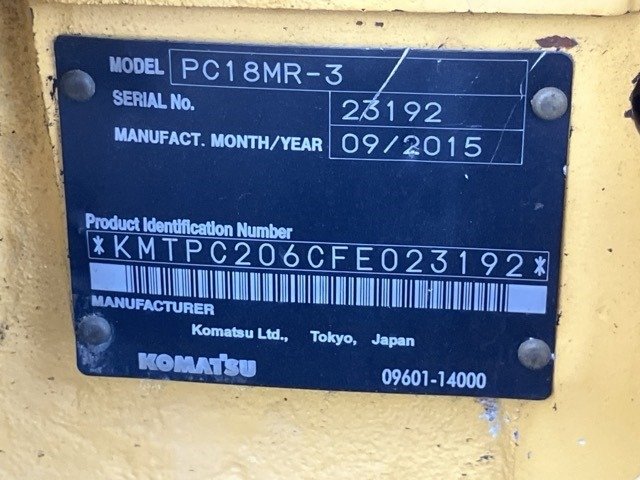 MODEL PC18MR-3
SERIAL No. 23192
MANUFACT. MONTH/YEAR 09/2015
Product Identification Number
*KMTPC206CFE023192*
MANUFACTURER
Komatsu Ltd., Tokyo, Japan
KOMATSU 09601-14000